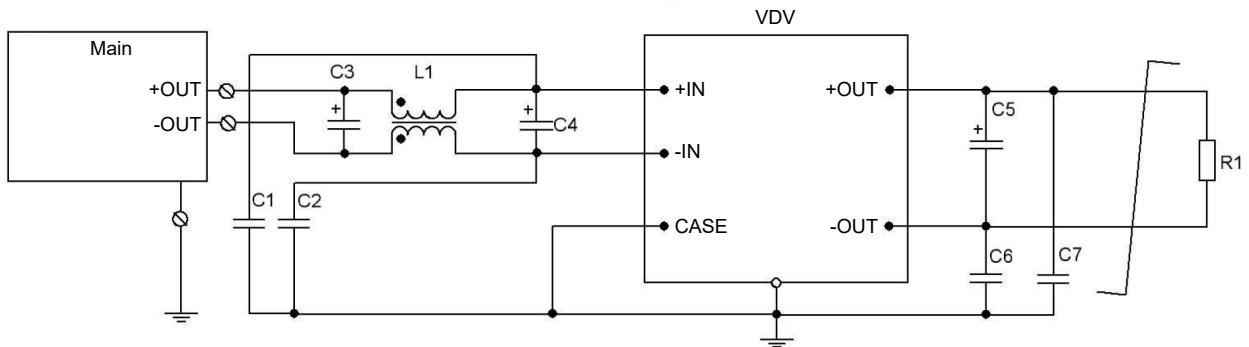 VDV
Main
C3
L1
+OUT
-OUT
+
+
C4
+IN
-IN
CASE
+OUT
-OUT
C5
+
R1
C1
C2
C6
C7